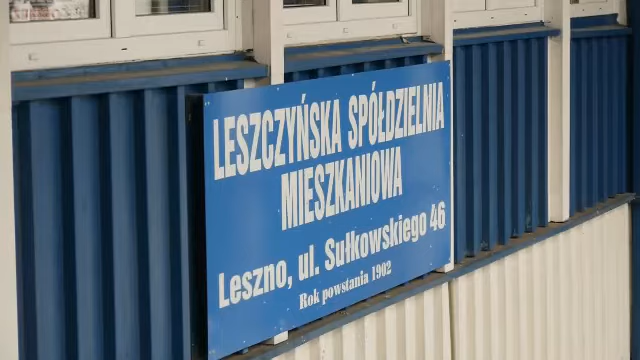 LESZCZYŃSKA SPÓŁDZIELNIA
MIESZKANIOWA
Leszno, ul. Sułkowskiego 46
Rok powstania 1902